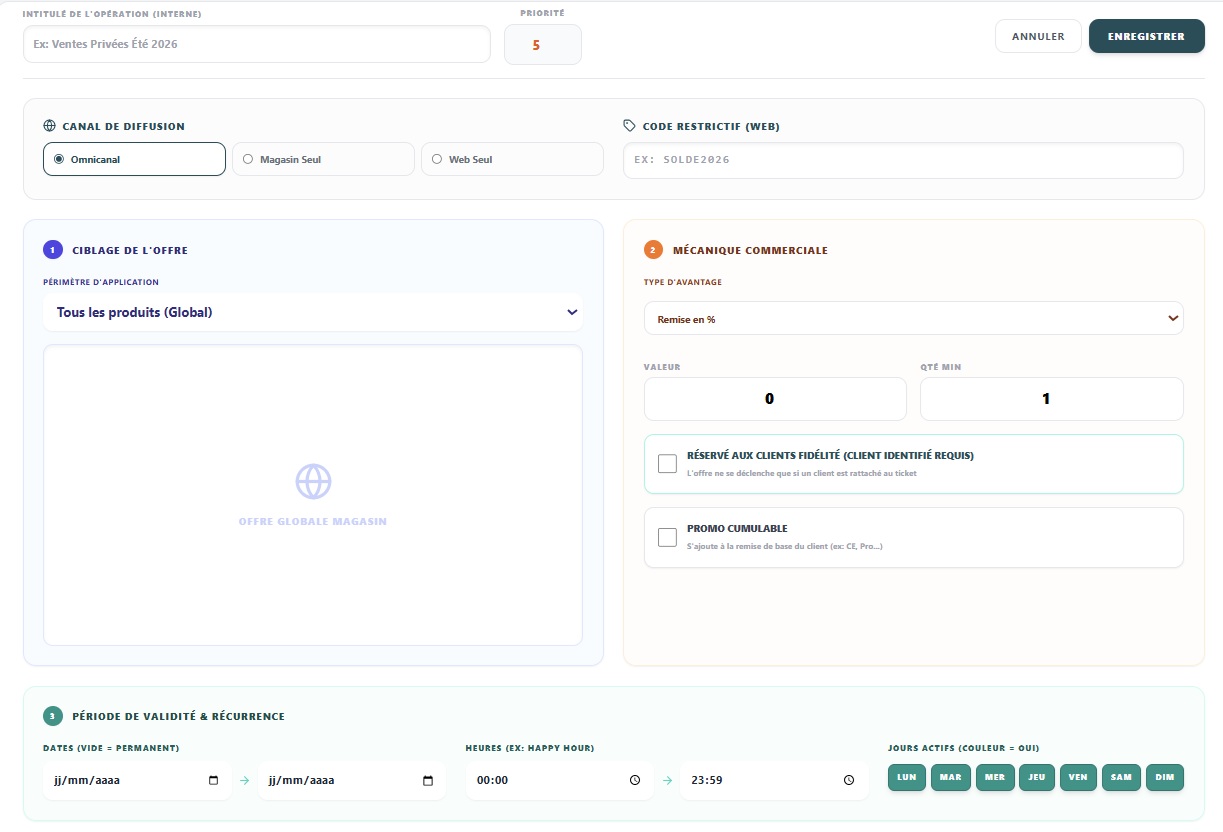 INTITULÉ DE L'OPÉRATION (INTERNE)
PRIORITÉ
Ex: Ventes Privées Été 2026
5
ANNULER
ENREGISTRER
CANAL DE DIFFUSION
Omnicanal
Magasin Seul
Web Seul
CODE RESTRICTIF (WEB)
EX: SOLDE2026
1
CIBLAGE DE L'OFFRE
PÉRIMÈTRE D'APPLICATION
Tous les produits (Global)
OFFRE GLOBALE MAGASIN
2
MÉCANIQUE COMMERCIALE
TYPE D'AVANTAGE
Remise en %
VALEUR
QTÉ MIN
0
1
RÉSERVÉ AUX CLIENTS FIDÉLITÉ (CLIENT IDENTIFIÉ REQUIS)
L'offre ne se déclenche que si un client est rattaché au ticket
PROMO CUMULABLE
S'ajoute à la remise de base du client (ex: CE, Pro...)
3
PÉRIODE DE VALIDITÉ & RÉCURRENCE
DATES (VIDE = PERMANENT)
jj/mm/aaaa
jj/mm/aaaa
HEURES (EX: HAPPY HOUR)
00:00
23:59
JOURS ACTIFS (COULEUR = OUI)
LUN
MAR
MER
JEU
VEN
SAM
DIM